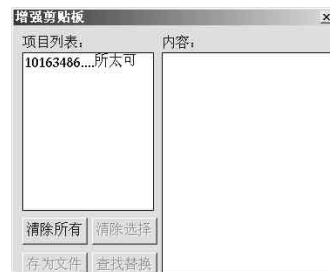 增强剪贴板
项目列表: 内容:
10163486....所太可
清除所有 清除选择
存为文件 查找替换